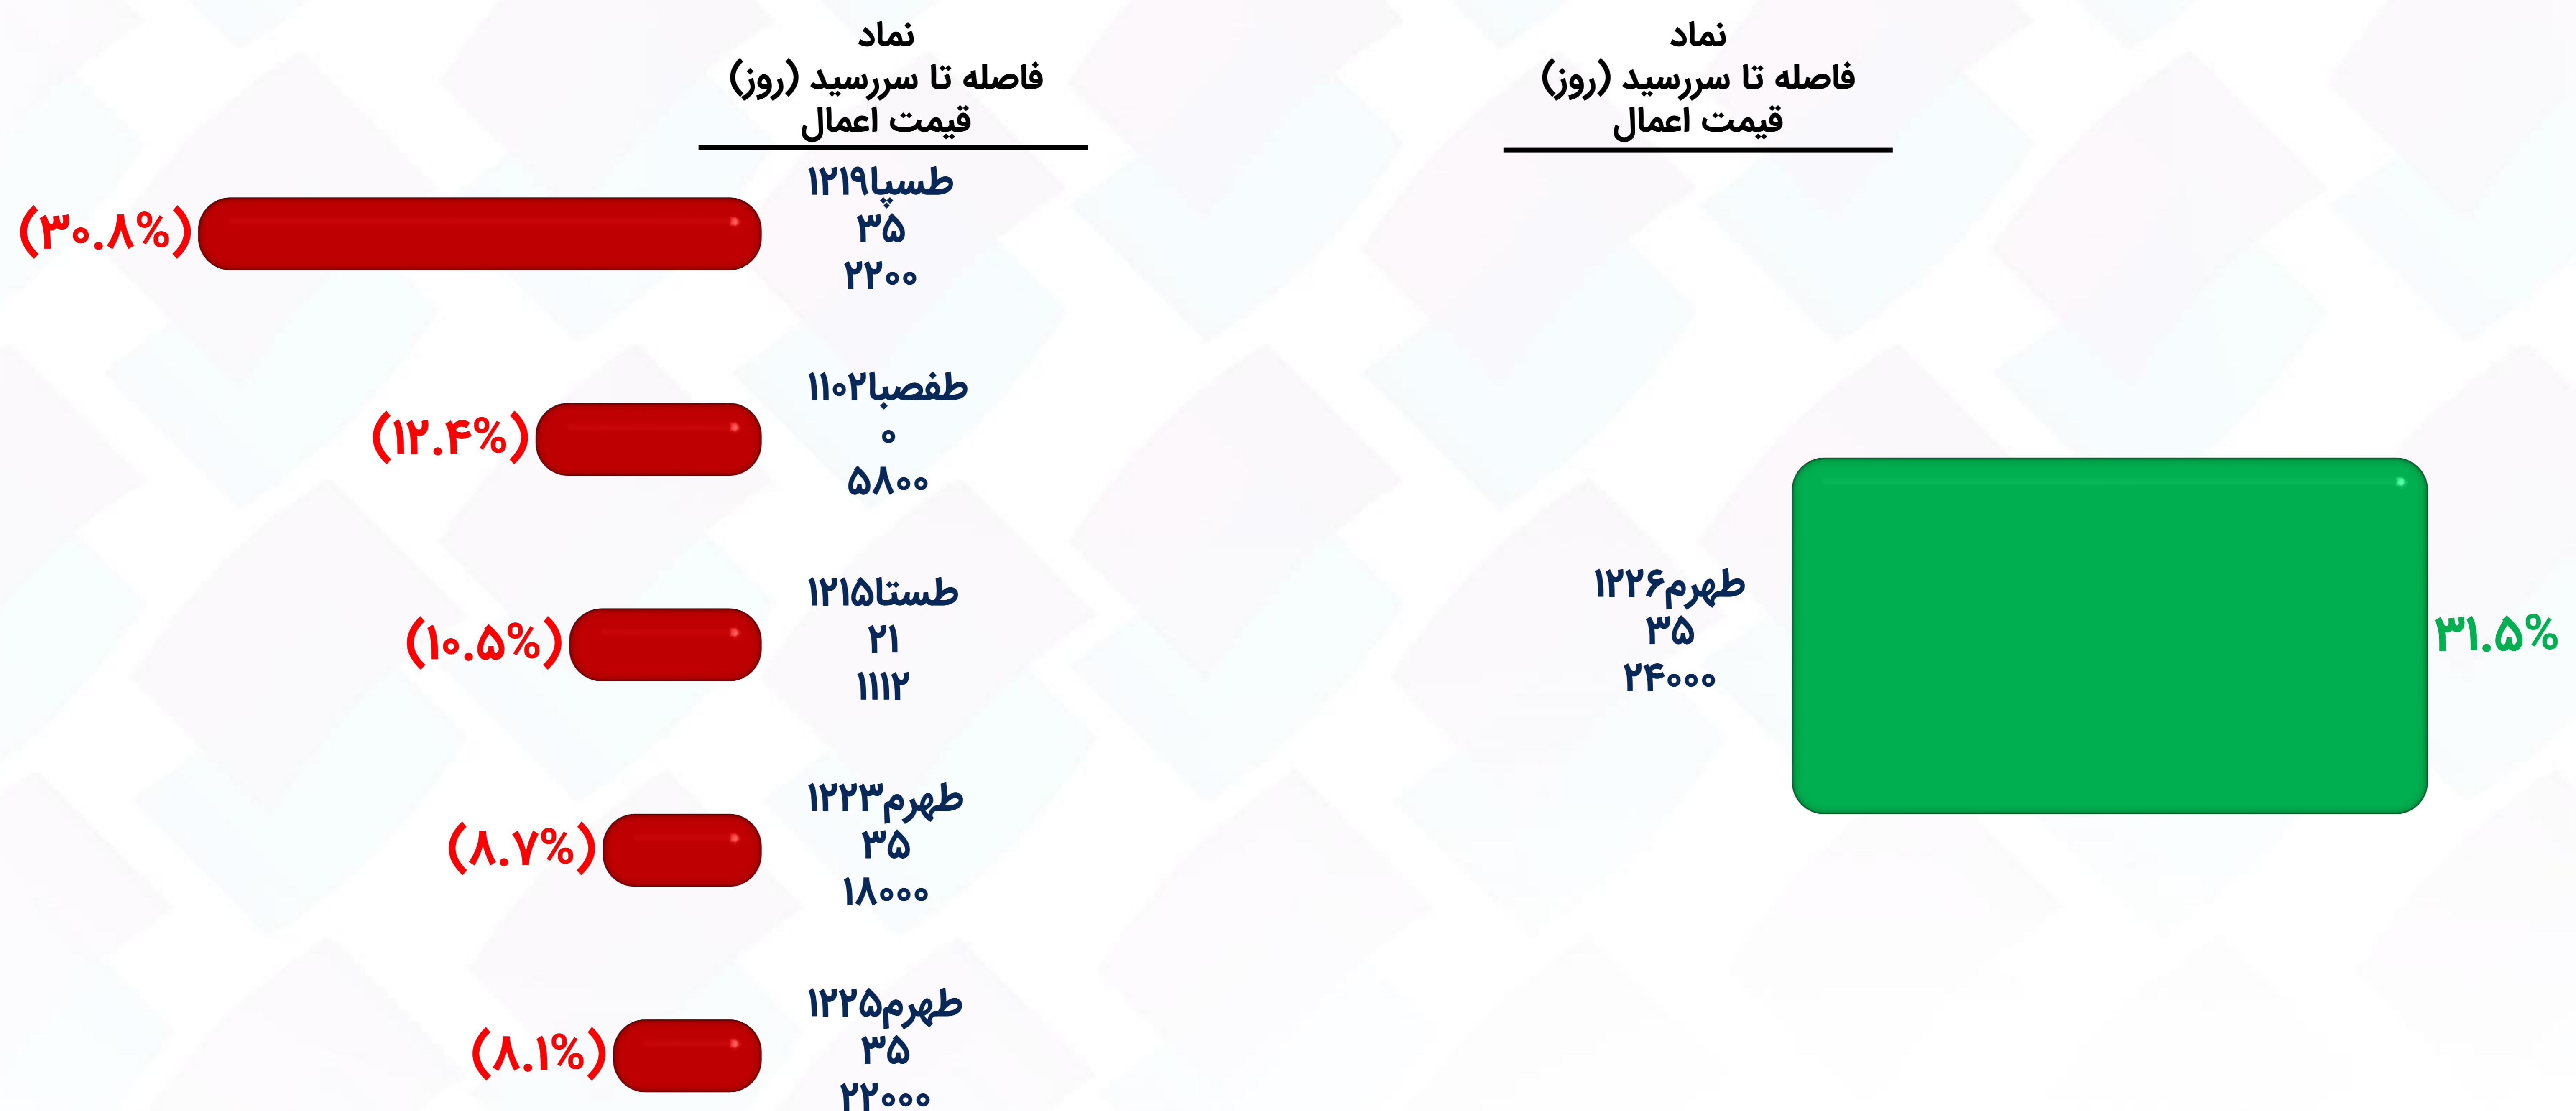 نماد
فاصله تا سررسید (روز)
قیمت اعمال
طهرم۱۲۲۶
۳۵
۲۴۰۰۰
۳۱.۵%
نماد
فاصله تا سررسید (روز)
قیمت اعمال
طسپا۱۲۱۹
۳۵
۲۲۰۰
(۳۰.۸%)
طفصبا۱۱۰۲
۰
۵۸۰۰
(۱۲.۴%)
طستا۱۲۱۵
۲۱
۱۱۱۲
(۱۰.۵%)
طهرم۱۲۲۳
۳۵
۱۸۰۰۰
(۸.۷%)
طهرم۱۲۲۵
۳۵
۲۲۰۰۰
(۸.۱%)